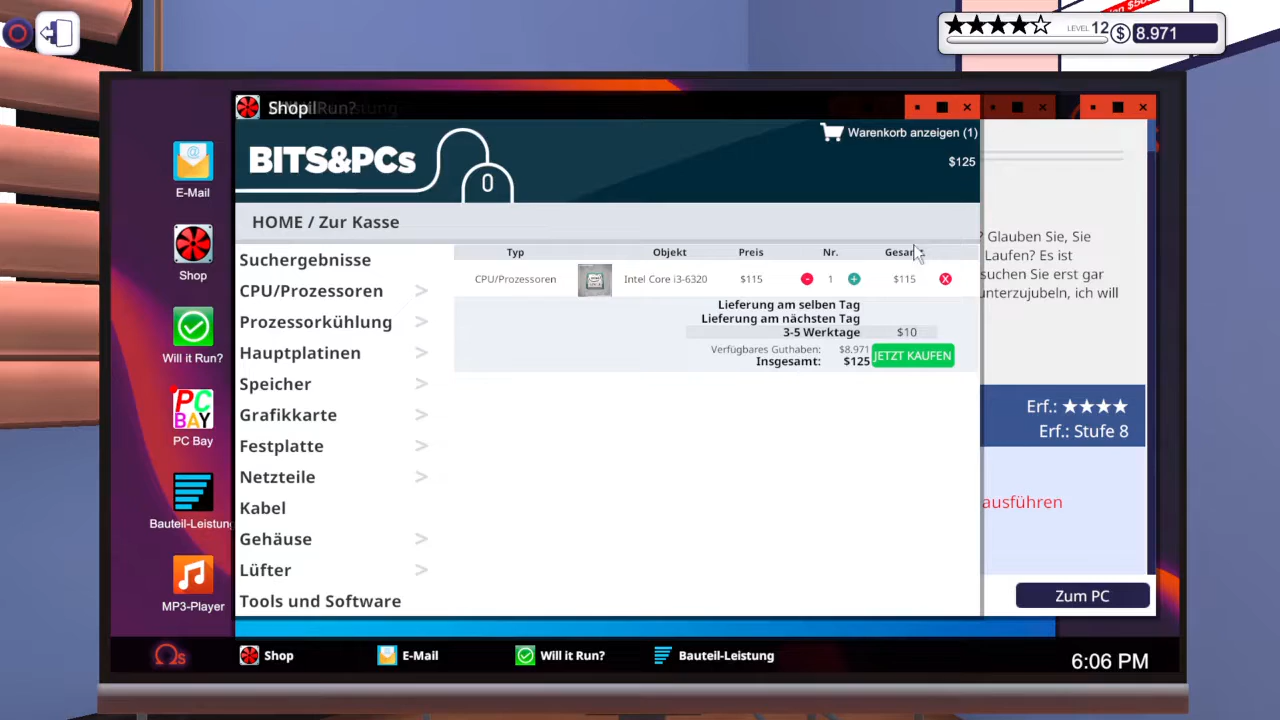 LEVEL 12 $ 8.971
Shop
Warenkorb anzeigen (1)
$125
BITS&PCs
HOME / Zur Kasse
Suchergebnisse
CPU/Prozessoren >
Prozessorkühlung >
Hauptplatinen >
Speicher >
Grafikkarte >
Festplatte >
Netzteile >
Kabel
Gehäuse >
Lüfter >
Tools und Software
Typ Objekt Preis Nr. Gesamt
CPU/Prozessoren Intel Core i3-6320 $115 - 1 + $115 x
Lieferung am selben Tag
Lieferung am nächsten Tag
3-5 Werktage $10
Verfügbares Guthaben: $8.971
Insgesamt: $125 JETZT KAUFEN
? Glauben Sie, Sie
Laufen? Es ist
suchen Sie erst gar
unterzujubeln, ich will
Erf.: ★★★★
Erf.: Stufe 8
ausführen
Zum PC
E-Mail
Shop
Will it Run?
PC BAY
PC Bay
Bauteil-Leistung
MP3-Player
Ωs Shop E-Mail Will it Run? Bauteil-Leistung 6:06 PM